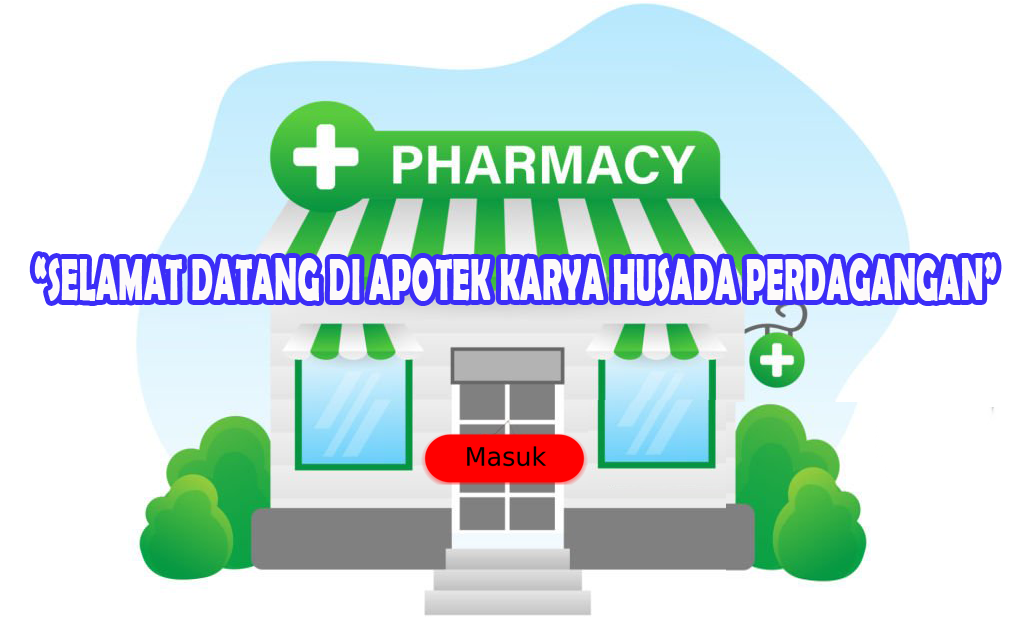 PHARMACY
“SELAMAT DATANG DI APOTEK KARYA HUSADA PERDAGANGAN”
Masuk